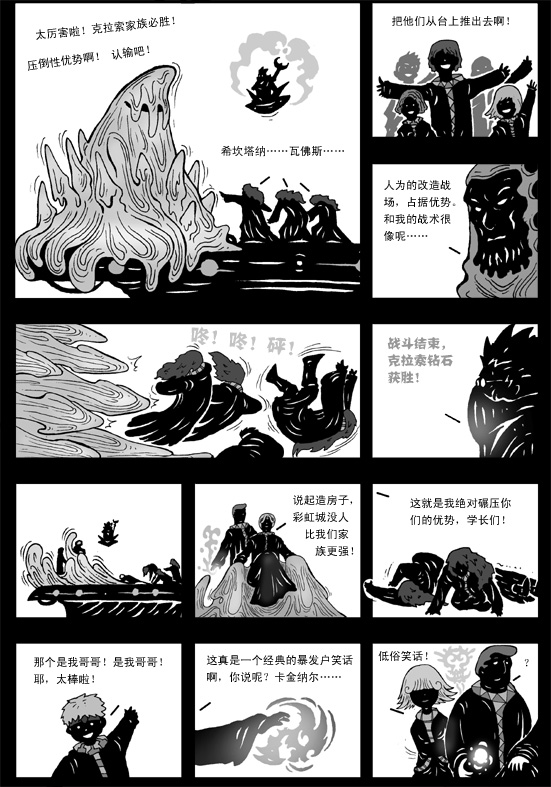 太厉害啦！克拉索家族必胜！
压倒性优势啊！ 认输吧！
希坎塔纳……瓦佛斯……
把他们从台上推出去啊！
人为的改造战
场，占据优势。
和我的战术很
像呢……
咚！咚！砰！
战斗结束，
克拉索钻石
获胜！
说起造房子，
彩虹城没人
比我们家
族更强！
这就是我绝对碾压你
们的优势，学长们！
那个是我哥哥！是我哥哥！
耶，太棒啦！
这真是一个经典的暴发户笑话
啊，你说呢？卡金纳尔……
低俗笑话！
？